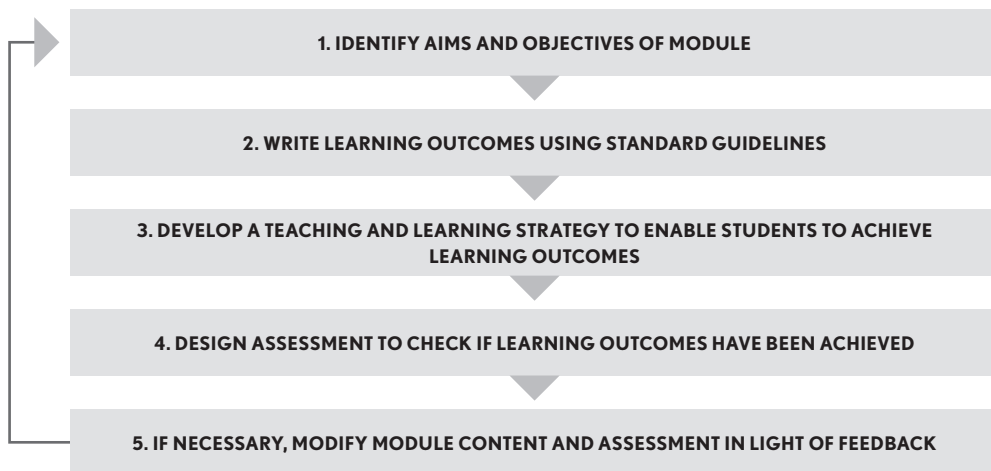 1. IDENTIFY AIMS AND OBJECTIVES OF MODULE
2. WRITE LEARNING OUTCOMES USING STANDARD GUIDELINES
3. DEVELOP A TEACHING AND LEARNING STRATEGY TO ENABLE STUDENTS TO ACHIEVE
LEARNING OUTCOMES
4. DESIGN ASSESSMENT TO CHECK IF LEARNING OUTCOMES HAVE BEEN ACHIEVED
5. IF NECESSARY, MODIFY MODULE CONTENT AND ASSESSMENT IN LIGHT OF FEEDBACK